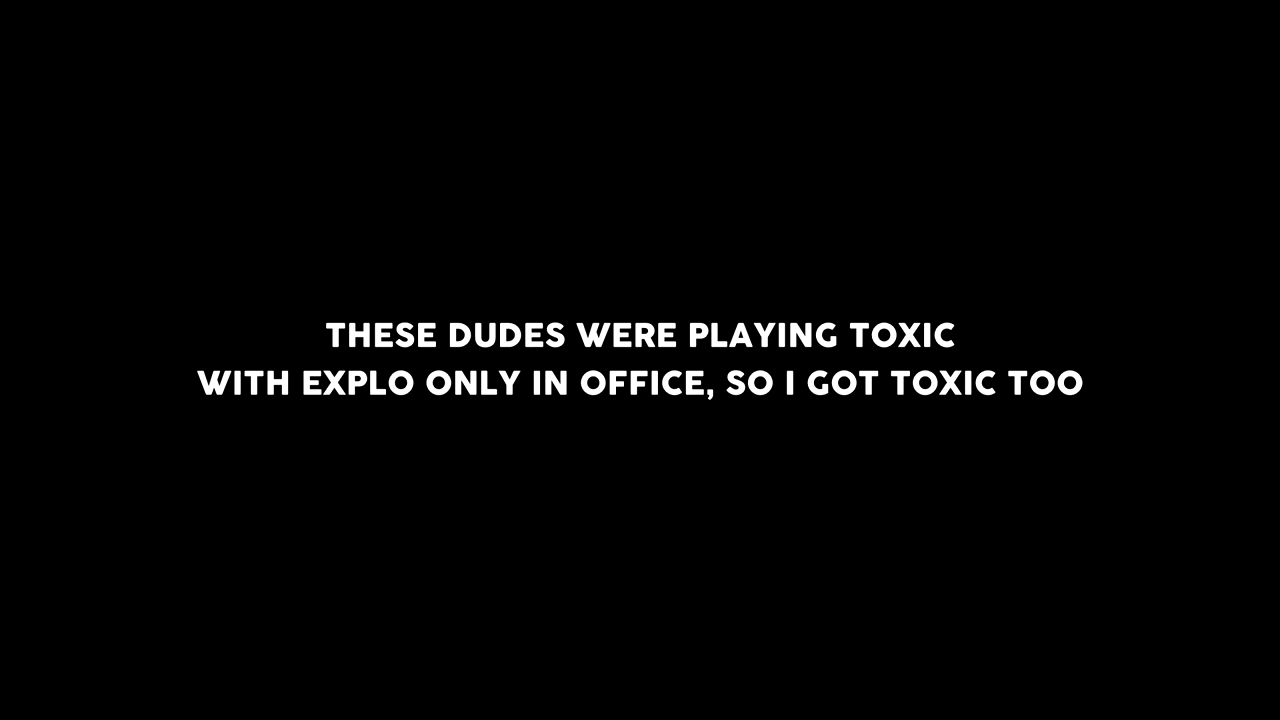 THESE DUDES WERE PLAYING TOXIC
WITH EXPLO ONLY IN OFFICE, SO I GOT TOXIC TOO